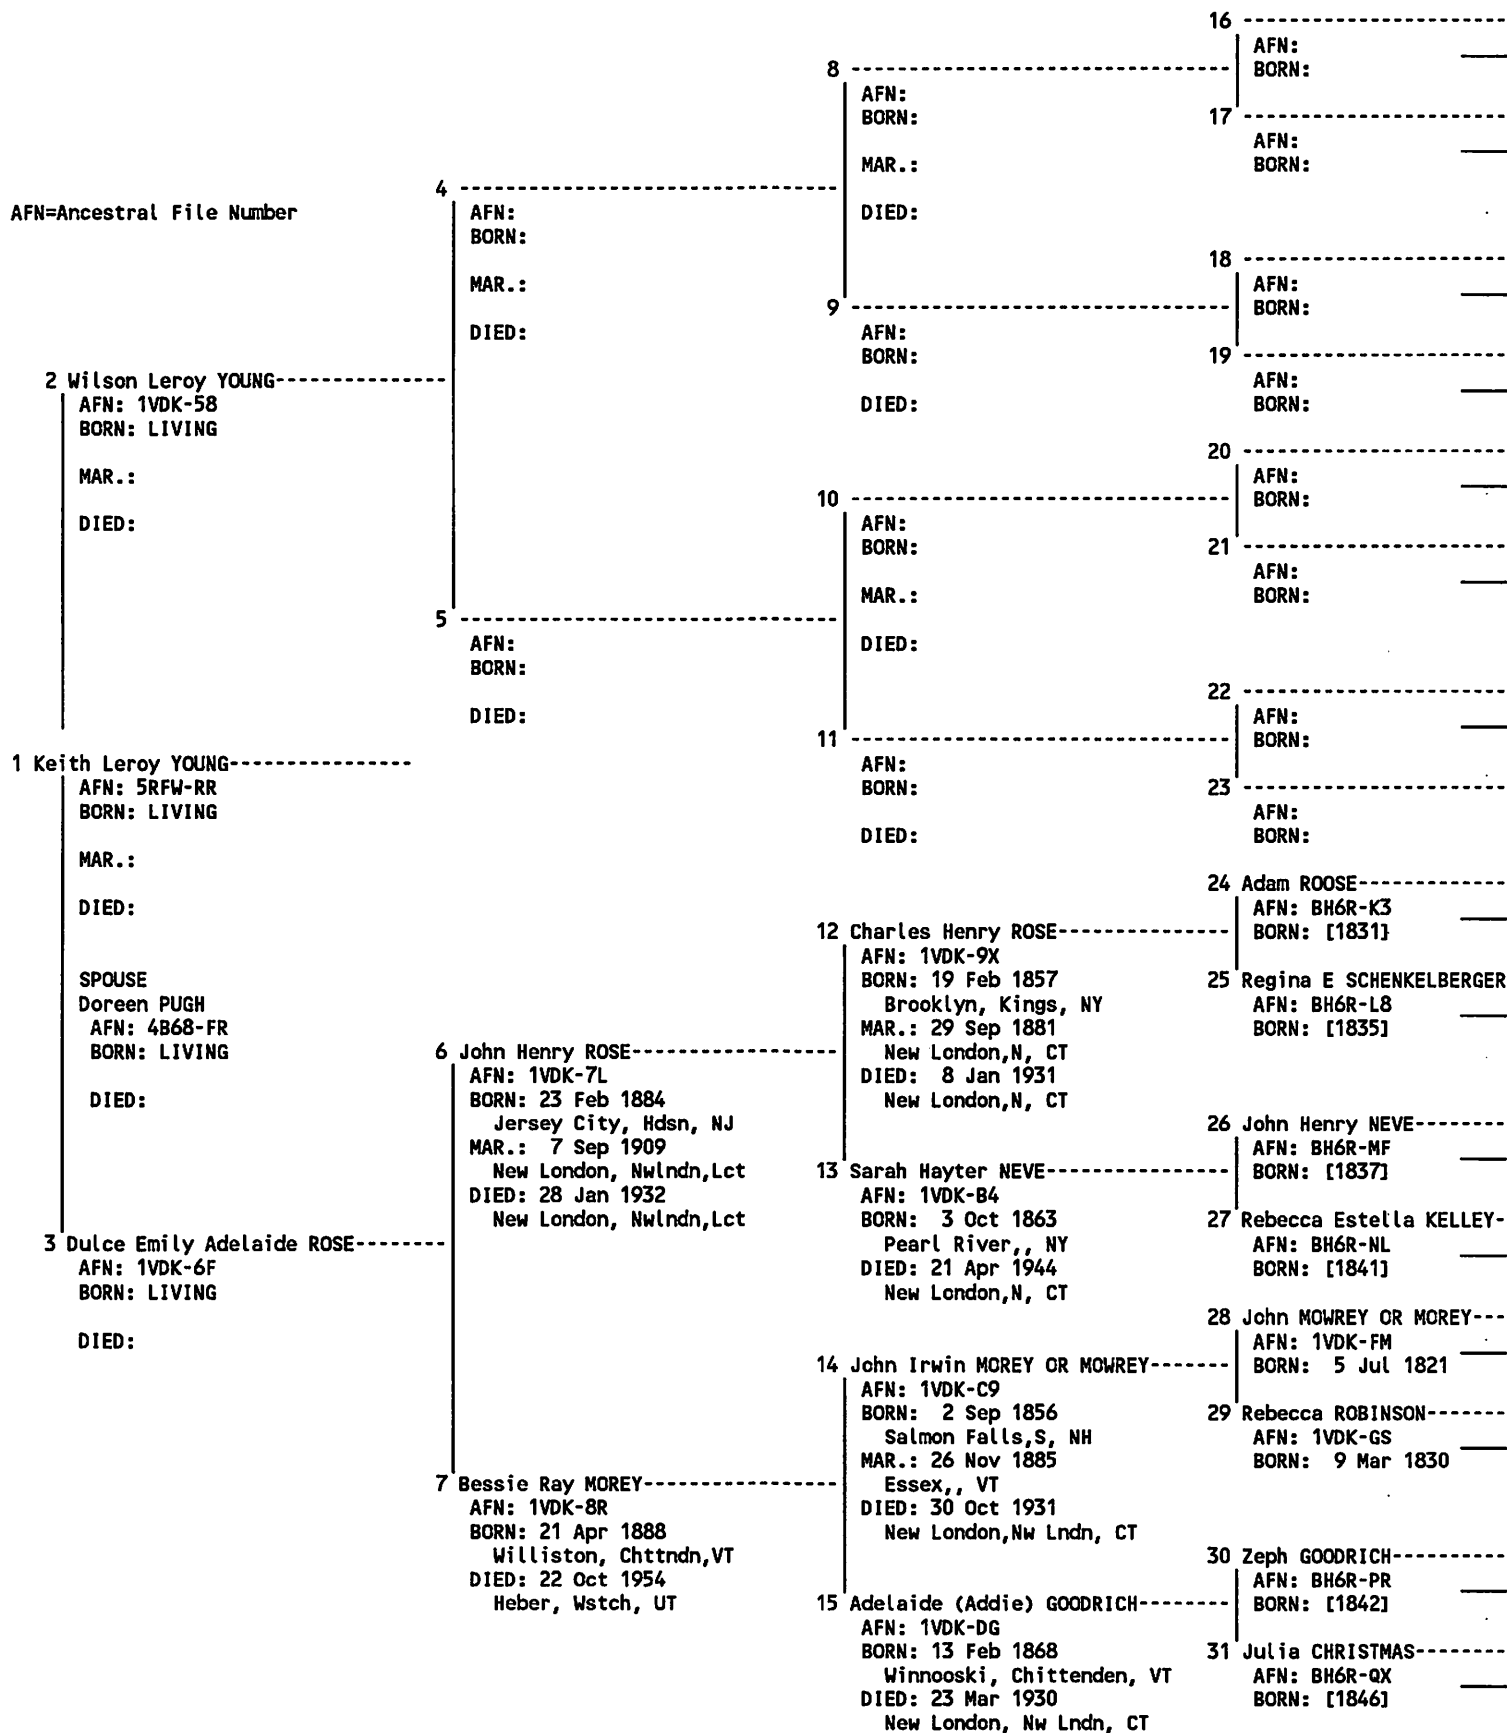 AFN=Ancestral File Number
1 Keith Leroy YOUNG---------------
AFN: 5RFW-RR
BORN: LIVING
MAR.:
DIED:
SPOUSE
Doreen PUGH
AFN: 4B68-FR
BORN: LIVING
DIED:
2 Wilson Leroy YOUNG--------------
AFN: 1VDK-58
BORN: LIVING
MAR.:
DIED:
3 Dulce Emily Adelaide ROSE-------
AFN: 1VDK-6F
BORN: LIVING
DIED:
4 --------------------------------
AFN:
BORN:
MAR.:
DIED:
5 --------------------------------
AFN:
BORN:
DIED:
6 John Henry ROSE-----------------
AFN: 1VDK-7L
BORN: 23 Feb 1884
Jersey City, Hdsn, NJ
MAR.: 7 Sep 1909
New London, Nwlndn,Lct
DIED: 28 Jan 1932
New London, Nwlndn,Lct
7 Bessie Ray MOREY----------------
AFN: 1VDK-8R
BORN: 21 Apr 1888
Williston, Chttndn,VT
DIED: 22 Oct 1954
Heber, Wstch, UT
8 --------------------------------
AFN:
BORN:
MAR.:
DIED:
9 --------------------------------
AFN:
BORN:
DIED:
10 --------------------------------
AFN:
BORN:
MAR.:
DIED:
11 --------------------------------
AFN:
BORN:
DIED:
12 Charles Henry ROSE--------------
AFN: 1VDK-9X
BORN: 19 Feb 1857
Brooklyn, Kings, NY
MAR.: 29 Sep 1881
New London,N, CT
DIED: 8 Jan 1931
New London,N, CT
13 Sarah Hayter NEVE---------------
AFN: 1VDK-B4
BORN: 3 Oct 1863
Pearl River,, NY
DIED: 21 Apr 1944
New London,N, CT
14 John Irwin MOREY OR MOWREY-------
AFN: 1VDK-C9
BORN: 2 Sep 1856
Salmon Falls,S, NH
MAR.: 26 Nov 1885
Essex,, VT
DIED: 30 Oct 1931
New London,Nw Lndn, CT
15 Adelaide (Addie) GOODRICH--------
AFN: 1VDK-DG
BORN: 13 Feb 1868
Winnooski, Chittenden, VT
DIED: 23 Mar 1930
New London, Nw Lndn, CT
16 ----------------------
AFN:
BORN:
17 ----------------------
AFN:
BORN:
18 ----------------------
AFN:
BORN:
19 ----------------------
AFN:
BORN:
20 ----------------------
AFN:
BORN:
21 ----------------------
AFN:
BORN:
22 ----------------------
AFN:
BORN:
23 ----------------------
AFN:
BORN:
24 Adam ROOSE------------
AFN: BH6R-K3
BORN: [1831]
25 Regina E SCHENKELBERGER
AFN: BH6R-L8
BORN: [1835]
26 John Henry NEVE--------
AFN: BH6R-MF
BORN: [1837]
27 Rebecca Estella KELLEY-
AFN: BH6R-NL
BORN: [1841]
28 John MOWREY OR MOREY---
AFN: 1VDK-FM
BORN: 5 Jul 1821
29 Rebecca ROBINSON-------
AFN: 1VDK-GS
BORN: 9 Mar 1830
30 Zeph GOODRICH----------
AFN: BH6R-PR
BORN: [1842]
31 Julia CHRISTMAS--------
AFN: BH6R-QX
BORN: [1846]